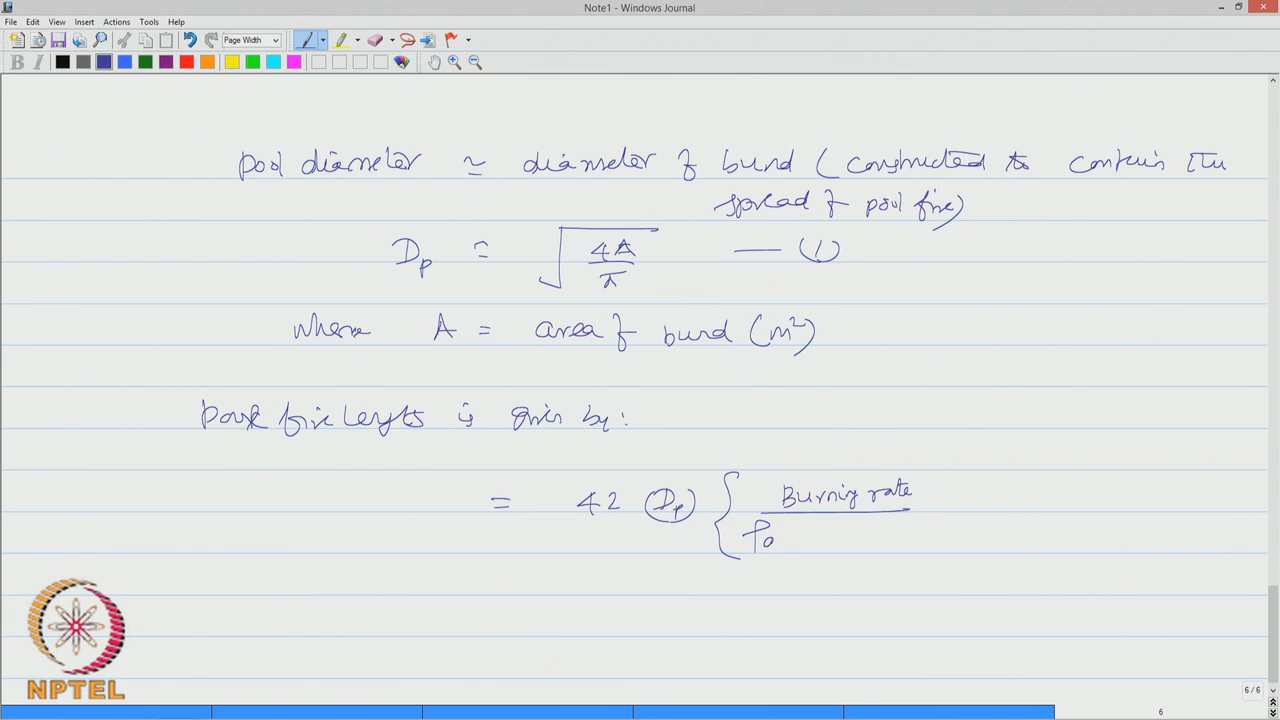 Note1 - Windows Journal
File Edit View Insert Actions Tools Help
Page Width
B I
pool diameter ≃ diameter of bund (constructed to contain the
spread of pool fire)
Dp ≅ √(4A/π) — (1)
where A = area of bund (m²)
pool fire length is given by:
= 42 (Dp) { Burning rate / ρa
NPTEL
6 / 6
6